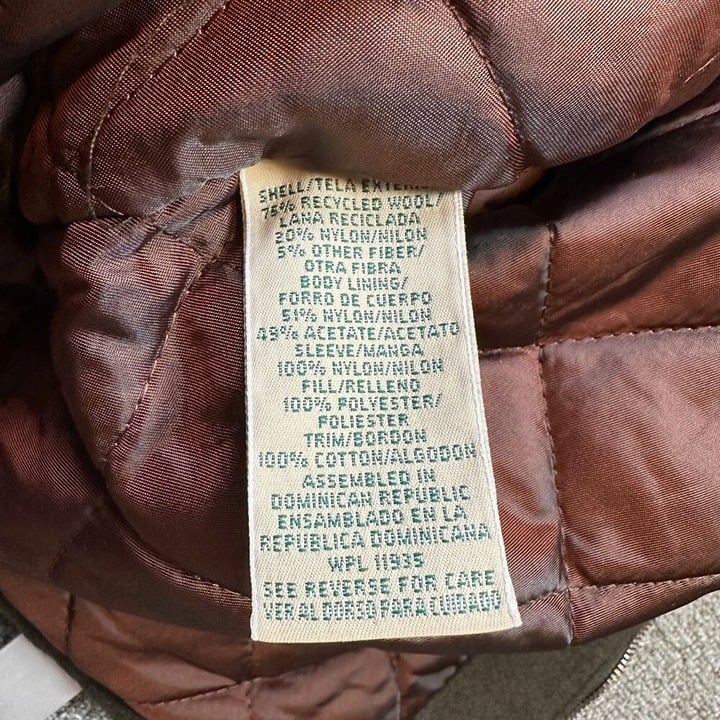 SHELL/TELA EXTERIOR
75% RECYCLED WOOL/
LANA RECICLADA
20% NYLON/NILON
5% OTHER FIBER/
OTRA FIBRA
BODY LINING/
FORRO DE CUERPO
51% NYLON/NILON
49% ACETATE/ACETATO
SLEEVE/MANGA
100% NYLON/NILON
FILL/RELLENO
100% POLYESTER/
POLIESTER
TRIM/BORDON
100% COTTON/ALGODON
ASSEMBLED IN
DOMINICAN REPUBLIC
ENSAMBLADO EN LA
REPUBLICA DOMINICANA
WPL 11935
SEE REVERSE FOR CARE
VER AL DORSO PARA CUIDADO